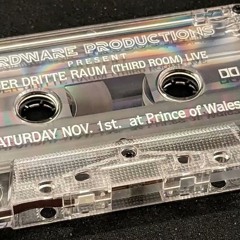 RDWARE PRODUCTIONS
PRESENT
ER DRITTE RAUM (THIRD ROOM) LIVE
ATURDAY NOV. 1st. at Prince of Wales